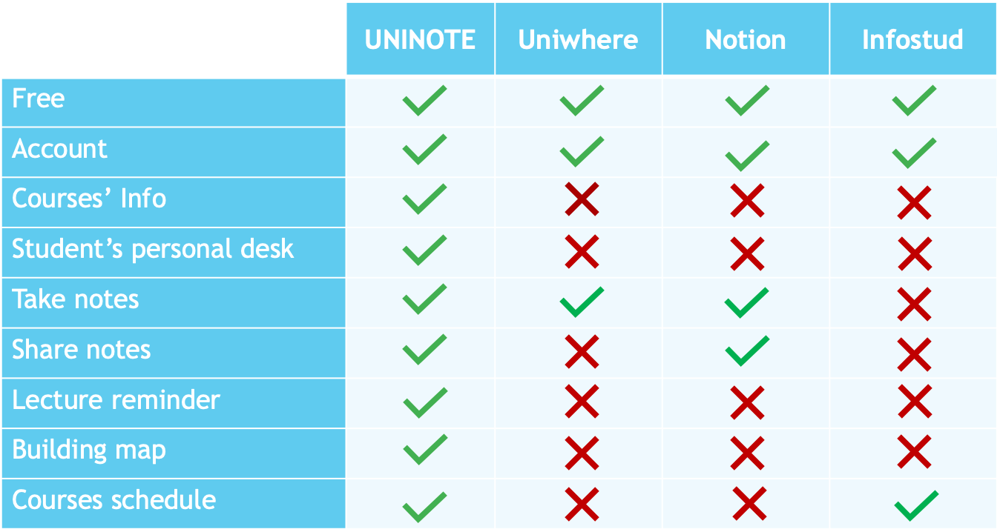 UNINOTE Uniwhere Notion Infostud
Free
Account
Courses’ Info
Student’s personal desk
Take notes
Share notes
Lecture reminder
Building map
Courses schedule